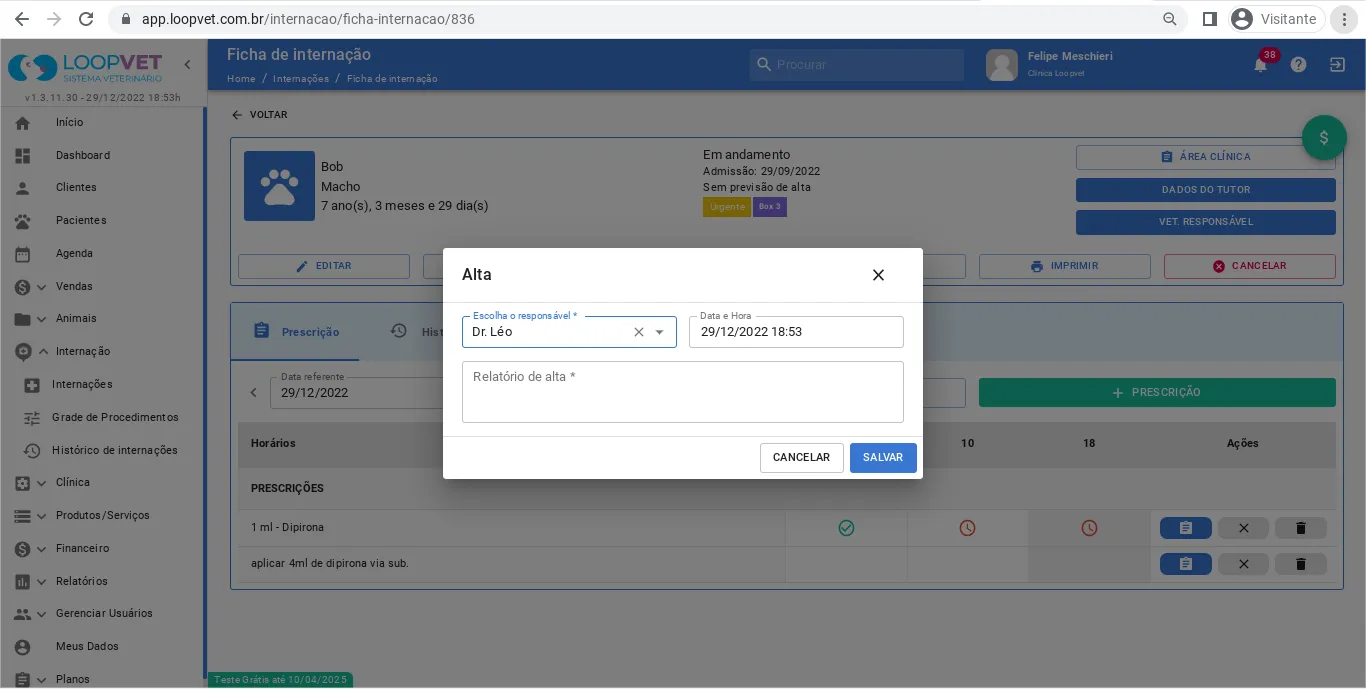 app.loopvet.com.br/internacao/ficha-internacao/836
Visitante
LOOPVET
SISTEMA VETERINÁRIO
v1.3.11.30 - 29/12/2022 18:53h
Ficha de internação
Home / Internações / Ficha de internação
Procurar
Felipe Meschieri
Clínica Loopvet
38
Início
Dashboard
Clientes
Pacientes
Agenda
Vendas
Animais
Internação
Internações
Grade de Procedimentos
Histórico de internações
Clínica
Produtos/Serviços
Financeiro
Relatórios
Gerenciar Usuários
Meus Dados
Planos
VOLTAR
Bob
Macho
7 ano(s), 3 meses e 29 dia(s)
Em andamento
Admissão: 29/09/2022
Sem previsão de alta
Urgente Box 3
ÁREA CLÍNICA
DADOS DO TUTOR
VET. RESPONSÁVEL
$
EDITAR
IMPRIMIR
CANCELAR
Prescrição
Hist
Data referente
29/12/2022
+ PRESCRIÇÃO
Horários 10 18 Ações
PRESCRIÇÕES
1 ml - Dipirona
aplicar 4ml de dipirona via sub.
Teste Grátis até 10/04/2025
Alta
Escolha o responsável *
Dr. Léo
Data e Hora
29/12/2022 18:53
Relatório de alta *
CANCELAR
SALVAR